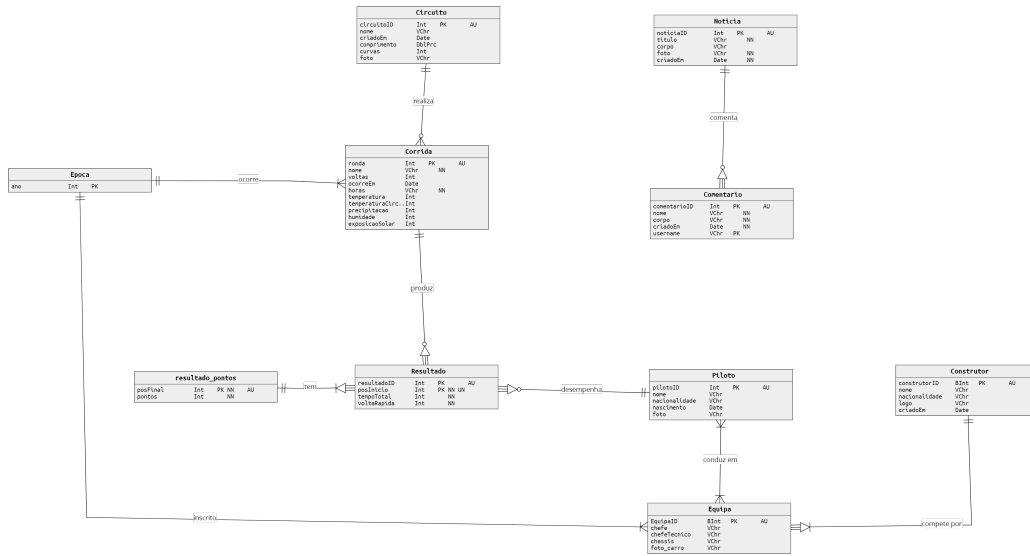 Circuito
circuitoID Int PK AU
nome VChr
criadoEm Date
comprimento DblPrc
curvas Int
foto VChr
Noticia
noticiaID Int PK AU
titulo VChr NN
corpo VChr
foto VChr NN
criadoEm Date NN
realiza
comenta
Corrida
ronda Int PK AU
nome VChr NN
voltas Int
ocorreEm Date
horas VChr NN
temperatura Int
temperaturaCirc.. Int
precipitacao Int
humidade Int
exposicaoSolar Int
Epoca
ano Int PK
ocorre
Comentario
comentarioID Int PK AU
nome VChr NN
corpo VChr NN
criadoEm Date NN
username VChr PK
produz
resultado_pontos
posFinal Int PK NN AU
pontos Int NN
tem
Resultado
resultadoID Int PK AU
posInicio Int PK NN UN
tempoTotal Int NN
voltaRapida Int NN
desempenha
Piloto
pilotoID Int PK AU
nome VChr
nacionalidade VChr
nascimento Date
foto VChr
Construtor
construtorID BInt PK AU
nome VChr
nacionalidade VChr
logo VChr
criadoEm Date
conduz em
inscrito
Equipa
EquipaID BInt PK AU
chefe VChr
chefeTecnico VChr
chassis VChr
foto_carro VChr
compete por